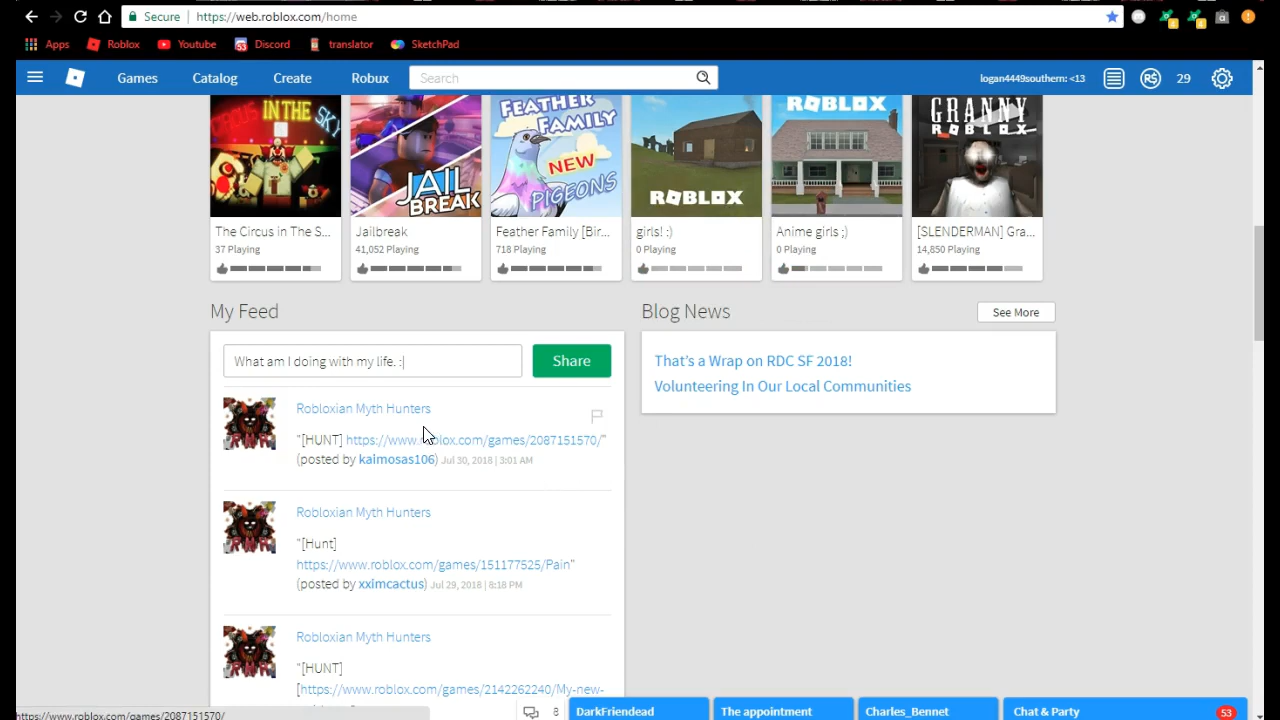 Secure https://web.roblox.com/home
Apps Roblox Youtube Discord translator SketchPad
Games Catalog Create Robux Search logan4449southern: <13 29
CIRCUS IN THE SKY
JAIL BREAK
FEATHER FAMILY NEW PIGEONS
ROBLOX
ROBLOX
GRANNY ROBLOX
The Circus in The S...
37 Playing
Jailbreak
41,052 Playing
Feather Family [Bir...
718 Playing
girls! :)
0 Playing
Anime girls ;)
0 Playing
[SLENDERMAN] Gra...
14,850 Playing
My Feed
What am I doing with my life. :|
Share
Robloxian Myth Hunters
"[HUNT] https://www.roblox.com/games/2087151570/"
(posted by kaimosas106) Jul 30, 2018 | 3:01 AM
Robloxian Myth Hunters
"[Hunt]
https://www.roblox.com/games/151177525/Pain"
(posted by xximcactus) Jul 29, 2018 | 8:18 PM
Robloxian Myth Hunters
"[HUNT]
[https://www.roblox.com/games/2142262240/My-new-
Blog News
See More
That's a Wrap on RDC SF 2018!
Volunteering In Our Local Communities
https://www.roblox.com/games/2087151570/
8 DarkFriendead The appointment Charles_Bennet Chat & Party 53